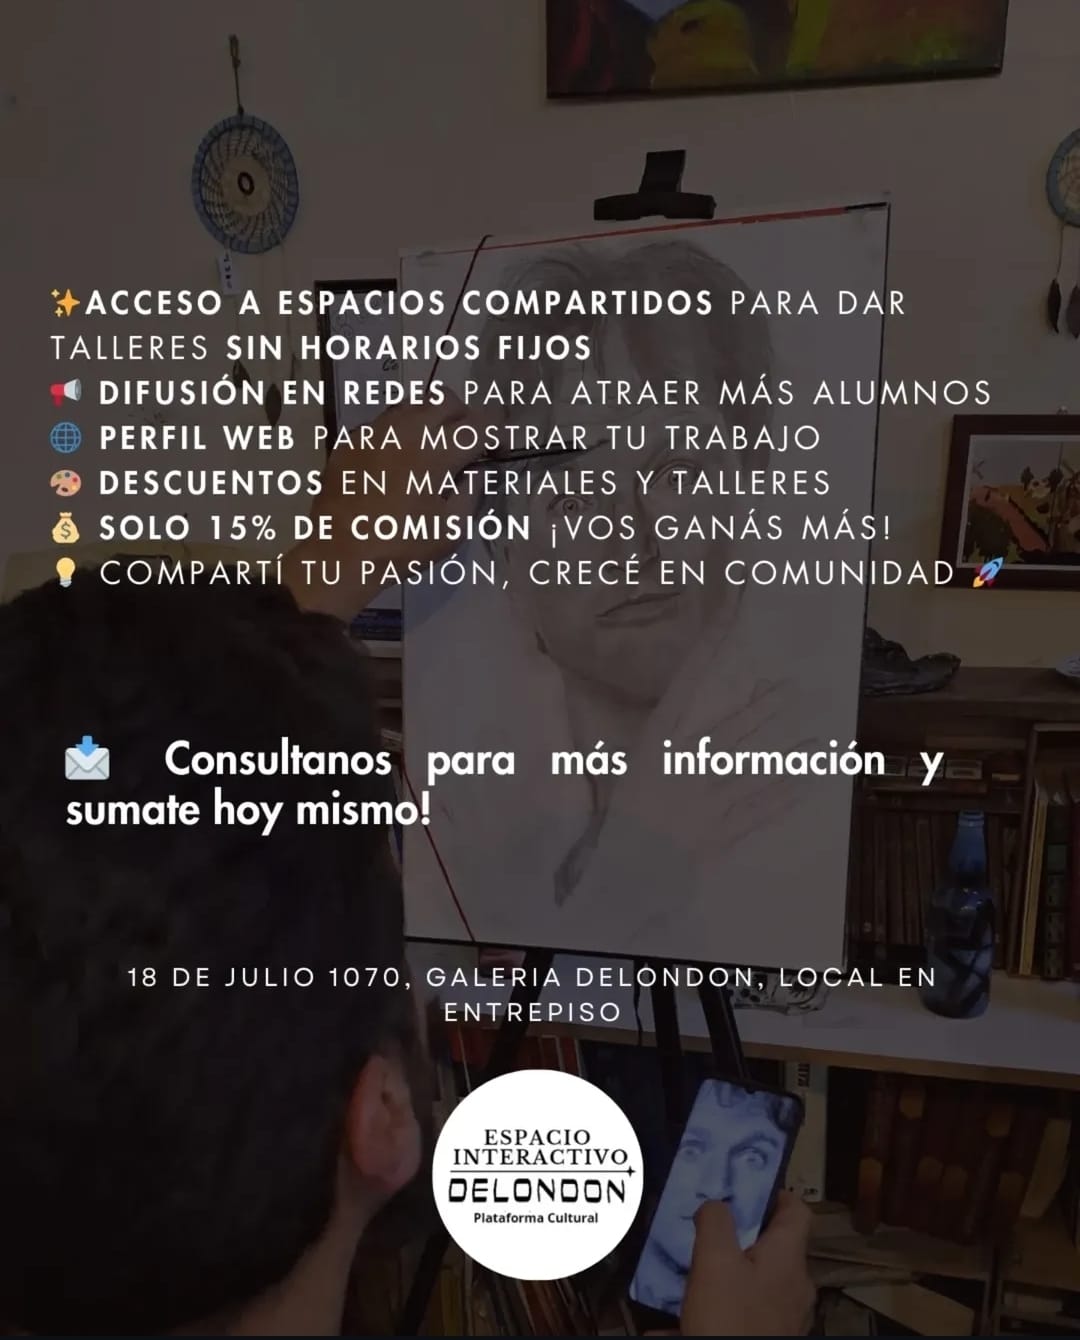 ✨ACCESO A ESPACIOS COMPARTIDOS PARA DAR
TALLERES SIN HORARIOS FIJOS
📢 DIFUSIÓN EN REDES PARA ATRAER MÁS ALUMNOS
🌐 PERFIL WEB PARA MOSTRAR TU TRABAJO
🎨 DESCUENTOS EN MATERIALES Y TALLERES
💰 SOLO 15% DE COMISIÓN ¡VOS GANÁS MÁS!
💡 COMPARTÍ TU PASIÓN, CRECÉ EN COMUNIDAD 🚀
📩 Consultanos para más información y
sumate hoy mismo!
18 DE JULIO 1070, GALERIA DELONDON, LOCAL EN
ENTREPISO
ESPACIO
INTERACTIVO
DELONDON
Plataforma Cultural